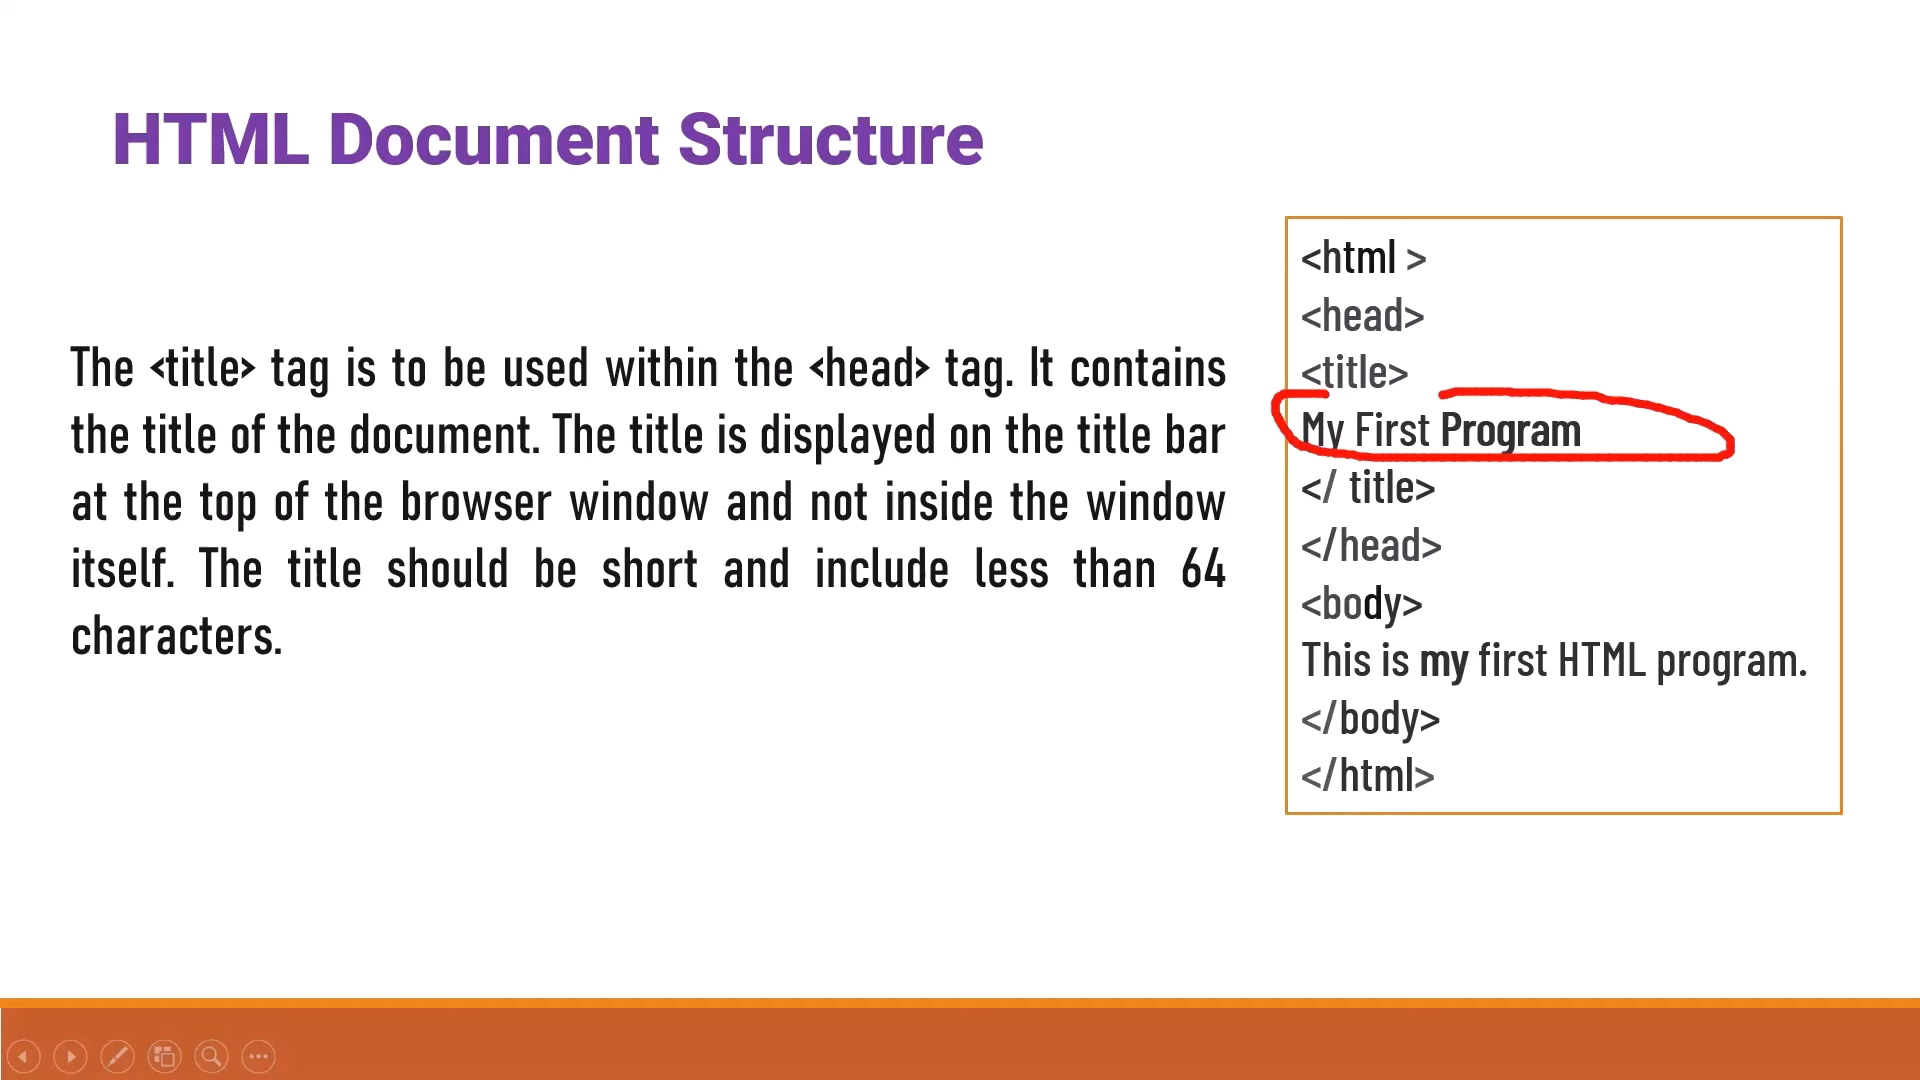 HTML Document Structure
The <title> tag is to be used within the <head> tag. It contains
the title of the document. The title is displayed on the title bar
at the top of the browser window and not inside the window
itself. The title should be short and include less than 64
characters.
<html >
<head>
<title>
My First Program
</ title>
</head>
<body>
This is my first HTML program.
</body>
</html>